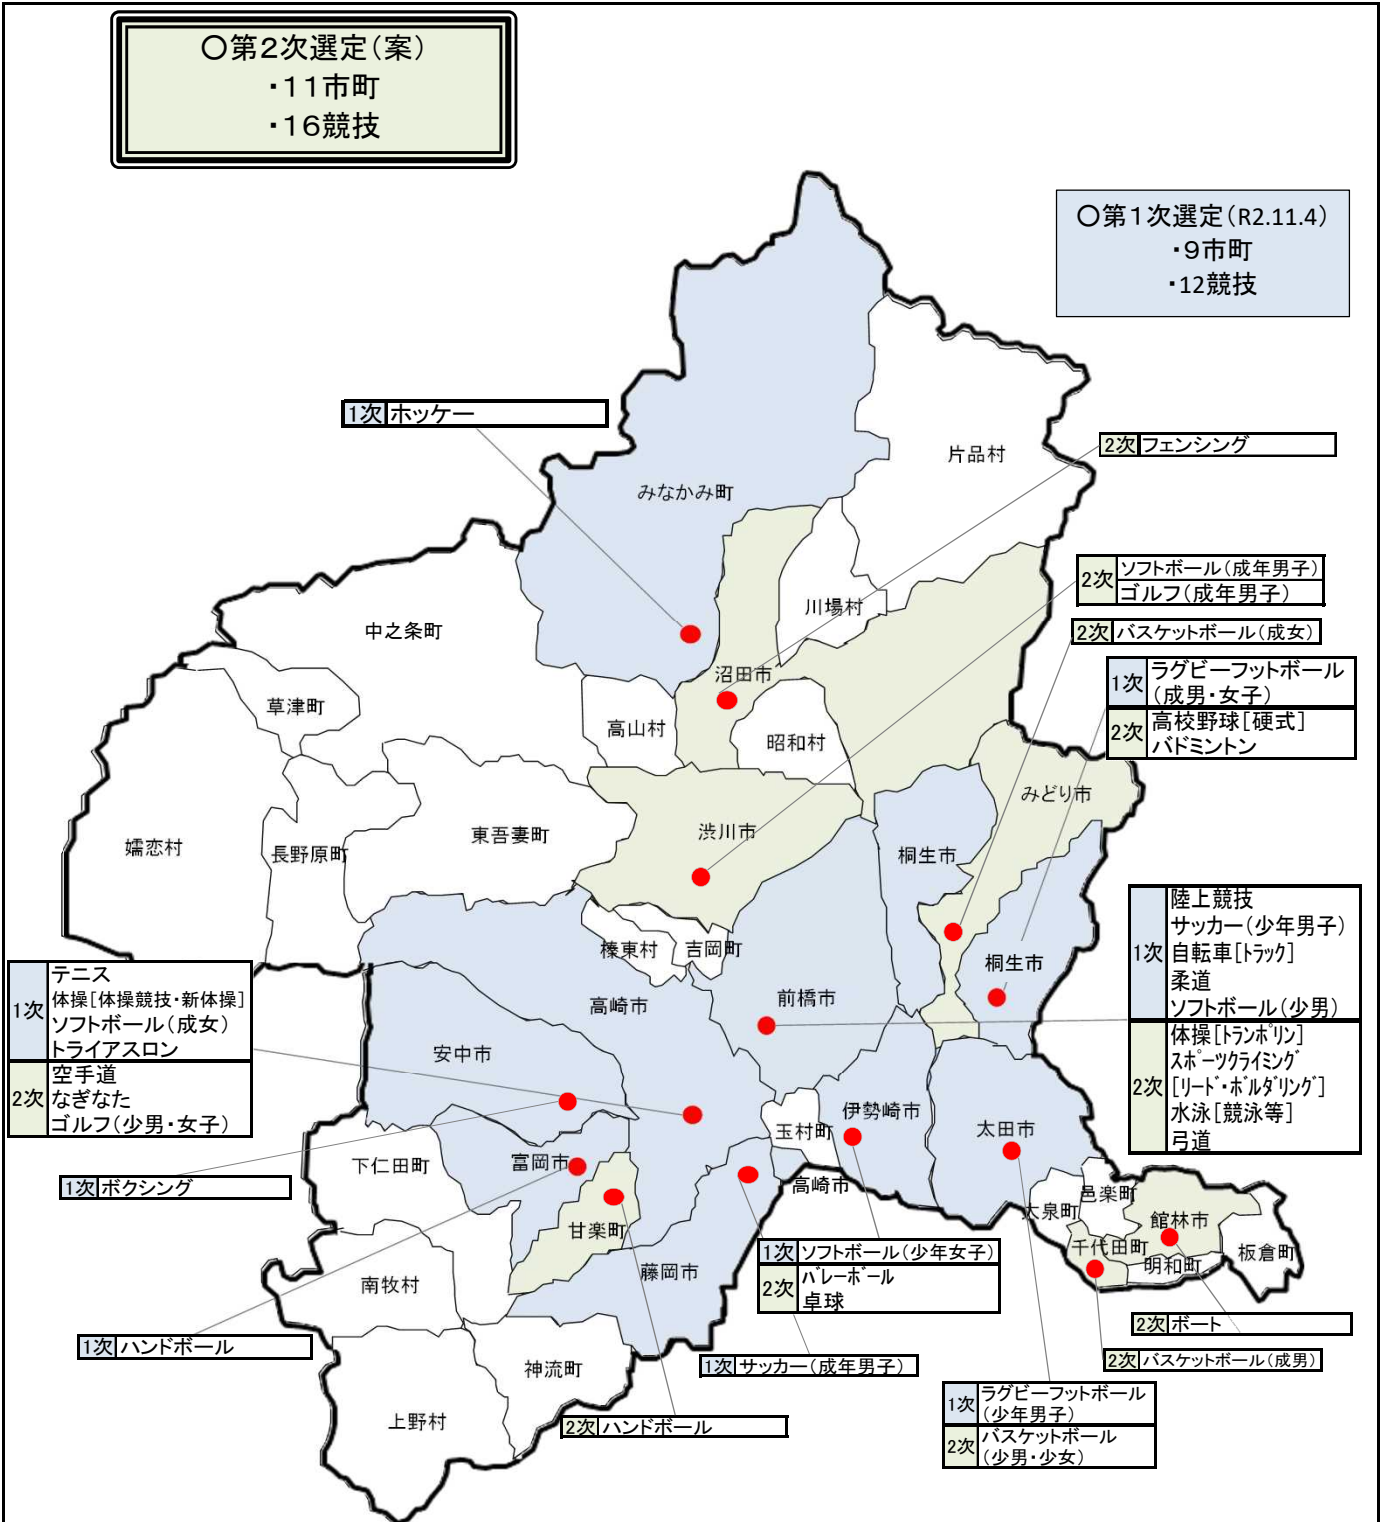 ○第2次選定(案)
・11市町
・16競技
○第1次選定(R2.11.4)
・9市町
・12競技
1次 ホッケー
2次 フェンシング
片品村
みなかみ町
2次 ソフトボール(成年男子)
ゴルフ(成年男子)
川場村
中之条町
2次 バスケットボール(成女)
沼田市
1次 ラグビーフットボール
(成男・女子)
2次 高校野球[硬式]
バドミントン
草津町
高山村
昭和村
みどり市
渋川市
東吾妻町
嬬恋村
長野原町
桐生市
1次 陸上競技
サッカー(少年男子)
自転車[トラック]
柔道
ソフトボール(少男)
2次 体操[トランポリン]
スポーツクライミング
[リード・ボルダリング]
水泳[競泳等]
弓道
榛東村
吉岡町
桐生市
1次 テニス
体操[体操競技・新体操]
ソフトボール(成女)
トライアスロン
2次 空手道
なぎなた
ゴルフ(少男・女子)
高崎市
前橋市
安中市
伊勢崎市
玉村町
太田市
下仁田町
富岡市
1次 ボクシング
高崎市
邑楽町
大泉町
館林市
甘楽町
千代田町
板倉町
明和町
1次 ソフトボール(少年女子)
2次 バレーボール
卓球
藤岡市
南牧村
2次 ボート
1次 ハンドボール
2次 バスケットボール(成男)
1次 サッカー(成年男子)
神流町
1次 ラグビーフットボール
(少年男子)
2次 バスケットボール
(少男・少女)
上野村
2次 ハンドボール